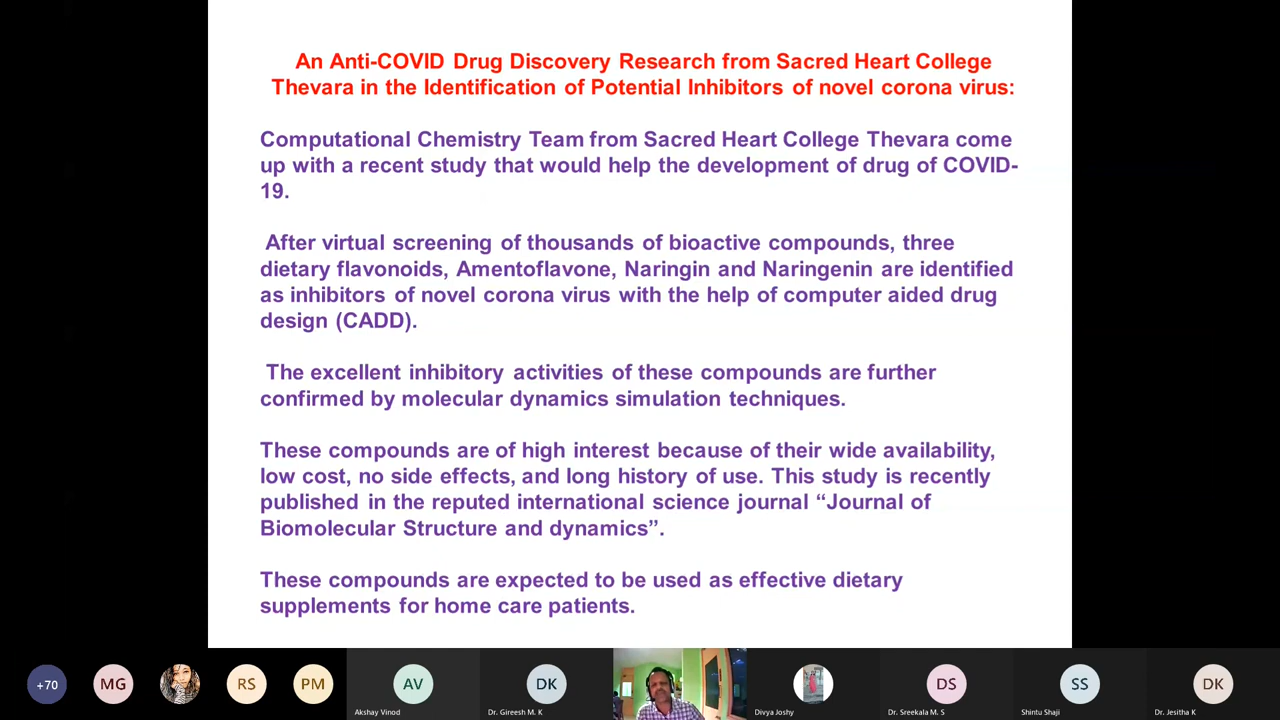 An Anti-COVID Drug Discovery Research from Sacred Heart College
Thevara in the Identification of Potential Inhibitors of novel corona virus:
Computational Chemistry Team from Sacred Heart College Thevara come
up with a recent study that would help the development of drug of COVID-
19.
After virtual screening of thousands of bioactive compounds, three
dietary flavonoids, Amentoflavone, Naringin and Naringenin are identified
as inhibitors of novel corona virus with the help of computer aided drug
design (CADD).
The excellent inhibitory activities of these compounds are further
confirmed by molecular dynamics simulation techniques.
These compounds are of high interest because of their wide availability,
low cost, no side effects, and long history of use. This study is recently
published in the reputed international science journal “Journal of
Biomolecular Structure and dynamics”.
These compounds are expected to be used as effective dietary
supplements for home care patients.
+70 MG RS PM AV DK DS SS DK
Akshay Vinod Dr. Gireesh M. K Divya Joshy Dr. Sreekala M. S Shintu Shaji Dr. Jesitha K